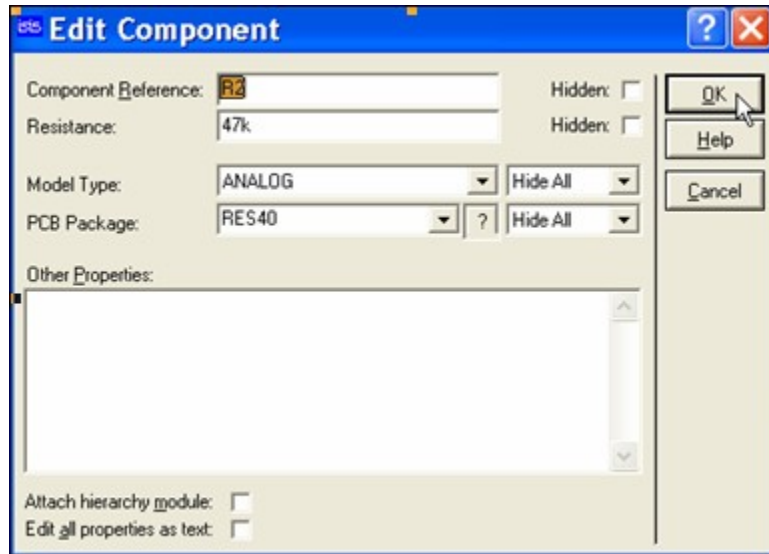 isis Edit Component ?
Component Reference: R2 Hidden: OK
Resistance: 47k Hidden: Help
Model Type: ANALOG Hide All Cancel
PCB Package: RES40 ? Hide All
Other Properties:
Attach hierarchy module:
Edit all properties as text: